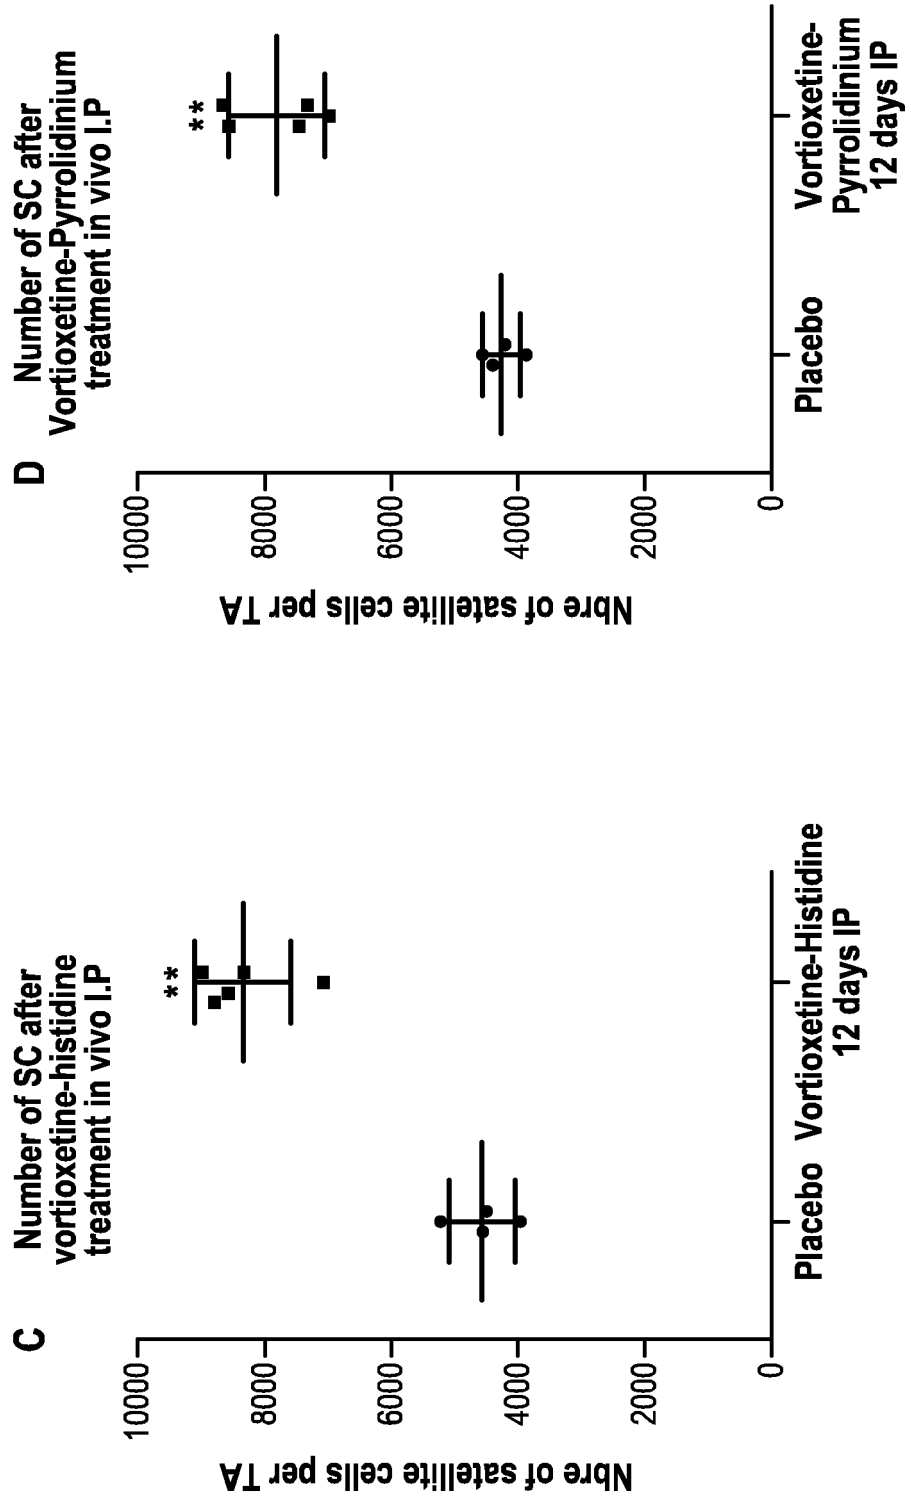 C
Number of SC after
vortioxetine-histidine
treatment in vivo I.P
Nbre of satellite cells per TA
10000
8000
6000
4000
2000
0
**
Placebo
Vortioxetine-Histidine
12 days IP
D
Number of SC after
Vortioxetine-Pyrrolidinium
treatment in vivo I.P
Nbre of satellite cells per TA
10000
8000
6000
4000
2000
0
**
Placebo
Vortioxetine-
Pyrrolidinium
12 days IP